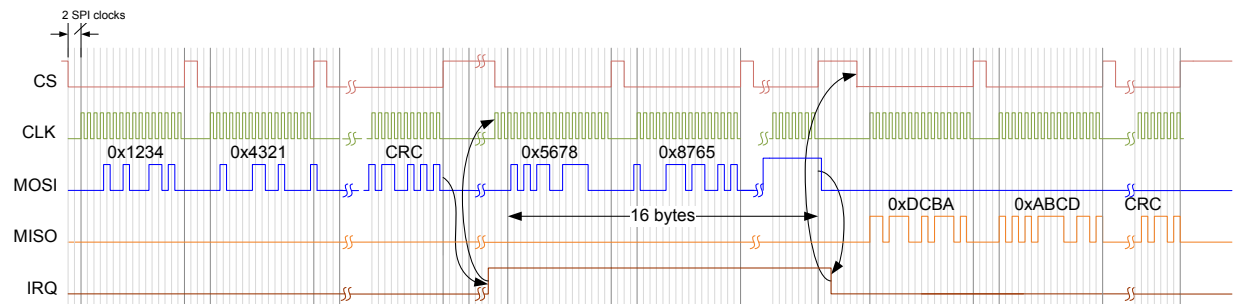 2 SPI clocks
CS
CLK
0x1234 0x4321 CRC 0x5678 0x8765
MOSI
0xDCBA 0xABCD CRC
16 bytes
MISO
IRQ